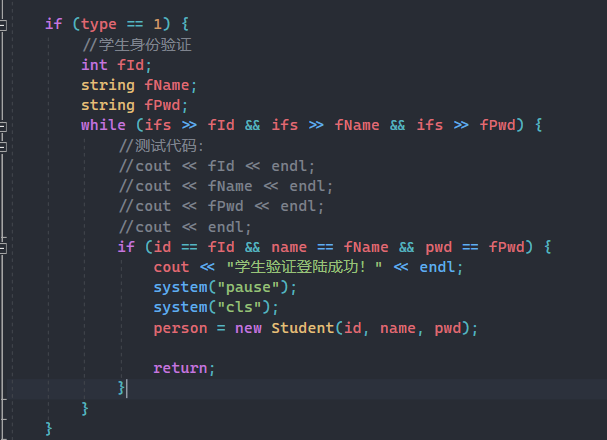 if (type == 1) {
//学生身份验证
int fId;
string fName;
string fPwd;
while (ifs >> fId && ifs >> fName && ifs >> fPwd) {
//测试代码：
//cout << fId << endl;
//cout << fName << endl;
//cout << fPwd << endl;
//cout << endl;
if (id == fId && name == fName && pwd == fPwd) {
cout << "学生验证登陆成功！" << endl;
system("pause");
system("cls");
person = new Student(id, name, pwd);
return;
}
}
}